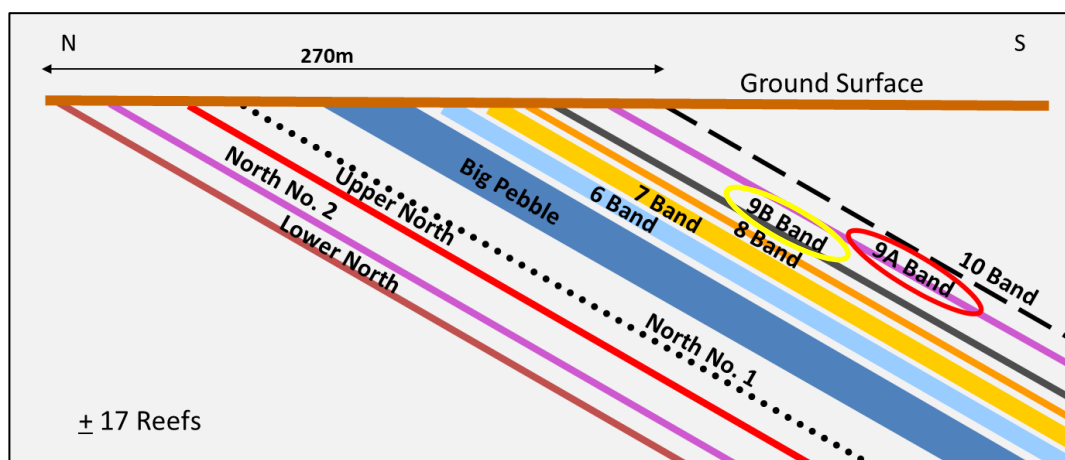 N
S
270m
Ground Surface
North No. 2
Upper North
Lower North
Big Pebble
6 Band
7 Band
8 Band
9B Band
9A Band
10 Band
North No. 1
± 17 Reefs